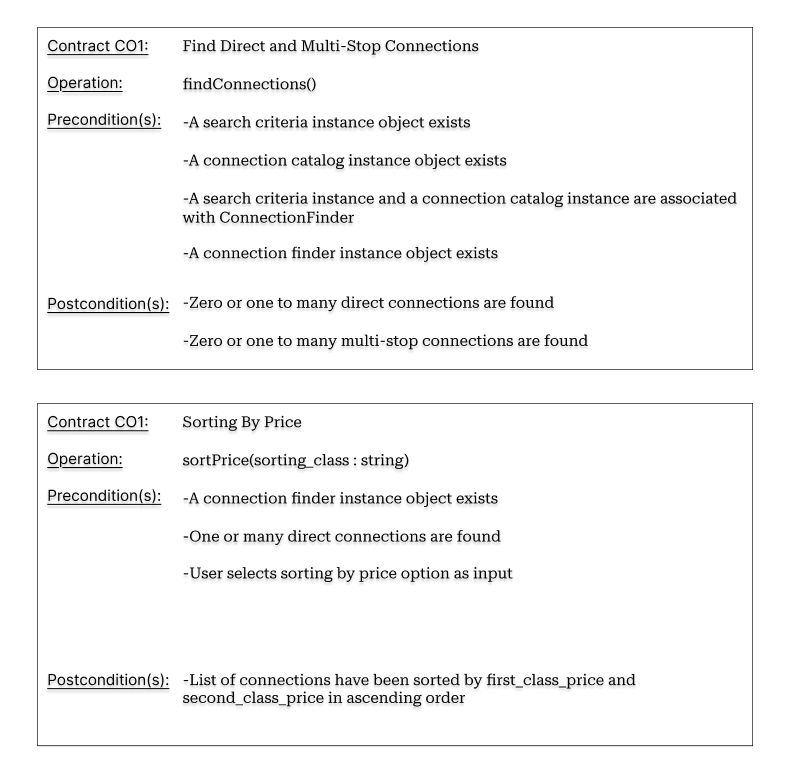 Contract CO1: Find Direct and Multi-Stop Connections
Operation: findConnections()
Precondition(s): -A search criteria instance object exists
-A connection catalog instance object exists
-A search criteria instance and a connection catalog instance are associated
with ConnectionFinder
-A connection finder instance object exists
Postcondition(s): -Zero or one to many direct connections are found
-Zero or one to many multi-stop connections are found
Contract CO1: Sorting By Price
Operation: sortPrice(sorting_class : string)
Precondition(s): -A connection finder instance object exists
-One or many direct connections are found
-User selects sorting by price option as input
Postcondition(s): -List of connections have been sorted by first_class_price and
second_class_price in ascending order